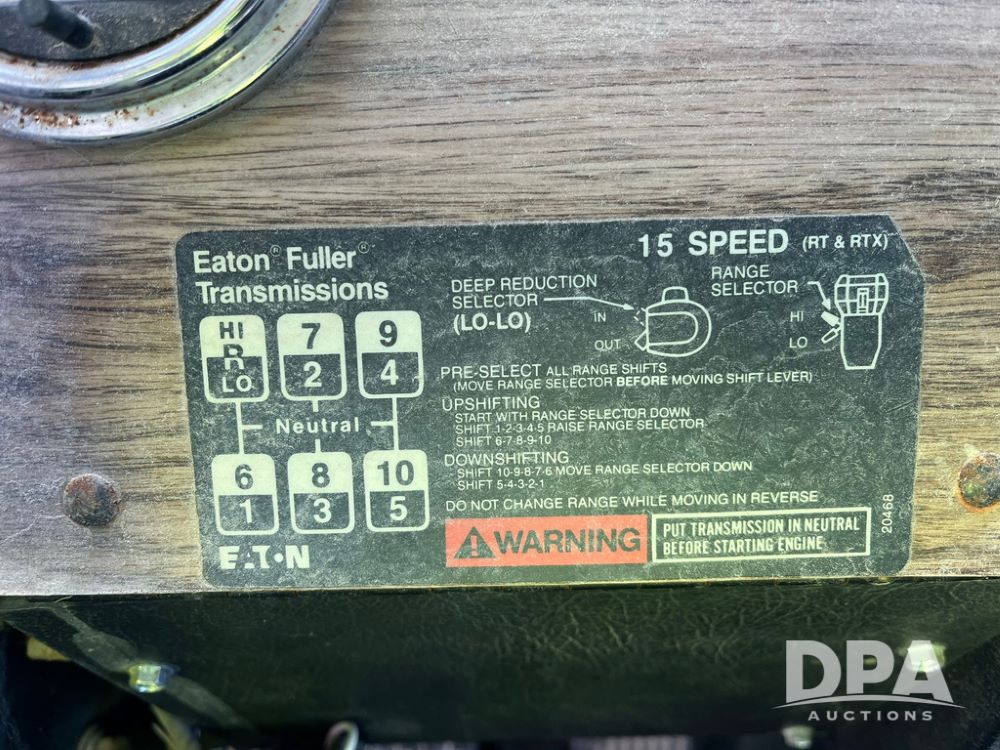 Eaton® Fuller®
Transmissions
15 SPEED (RT & RTX)
DEEP REDUCTION
SELECTOR
(LO-LO)
IN
OUT
RANGE
SELECTOR
HI
LO
HI 7 9
R
LO 2 4
Neutral
6 8 10
1 3 5
EATON
PRE-SELECT ALL RANGE SHIFTS
(MOVE RANGE SELECTOR BEFORE MOVING SHIFT LEVER)
UPSHIFTING
START WITH RANGE SELECTOR DOWN
SHIFT 1-2-3-4-5 RAISE RANGE SELECTOR
SHIFT 6-7-8-9-10
DOWNSHIFTING
SHIFT 10-9-8-7-6 MOVE RANGE SELECTOR DOWN
SHIFT 5-4-3-2-1
DO NOT CHANGE RANGE WHILE MOVING IN REVERSE
WARNING
PUT TRANSMISSION IN NEUTRAL
BEFORE STARTING ENGINE
20468
DPA
AUCTIONS